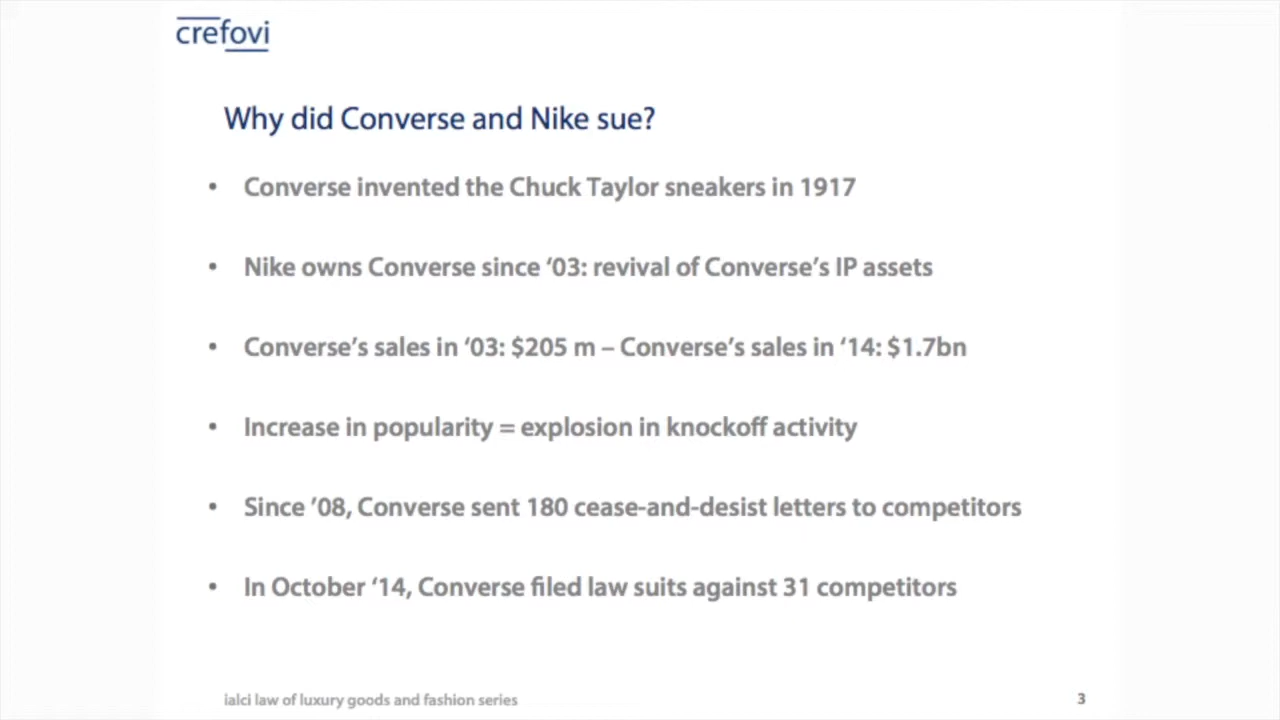 crefovi
Why did Converse and Nike sue?
• Converse invented the Chuck Taylor sneakers in 1917
• Nike owns Converse since ‘03: revival of Converse’s IP assets
• Converse’s sales in ‘03: $205 m – Converse’s sales in ‘14: $1.7bn
• Increase in popularity = explosion in knockoff activity
• Since ’08, Converse sent 180 cease-and-desist letters to competitors
• In October ‘14, Converse filed law suits against 31 competitors
ialci law of luxury goods and fashion series
3